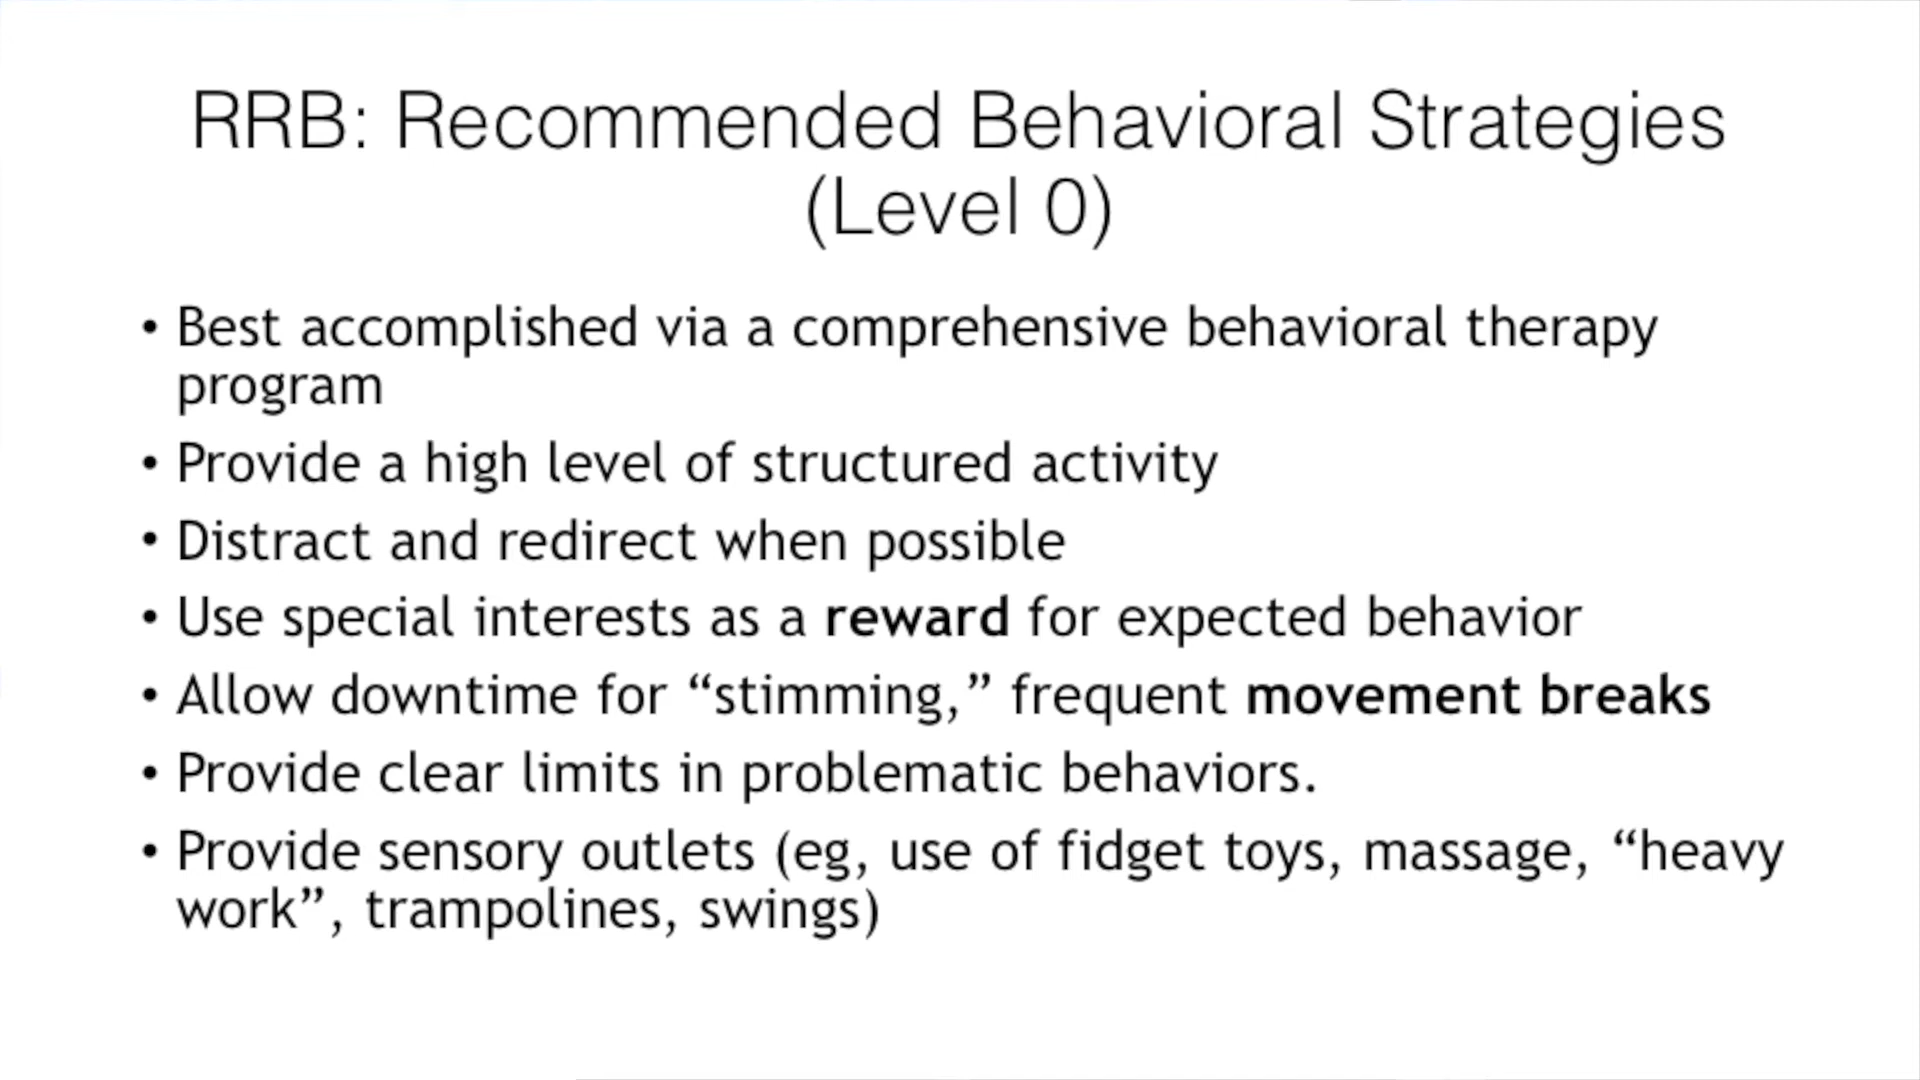 RRB: Recommended Behavioral Strategies
(Level 0)
• Best accomplished via a comprehensive behavioral therapy
program
• Provide a high level of structured activity
• Distract and redirect when possible
• Use special interests as a reward for expected behavior
• Allow downtime for “stimming,” frequent movement breaks
• Provide clear limits in problematic behaviors.
• Provide sensory outlets (eg, use of fidget toys, massage, “heavy
work”, trampolines, swings)